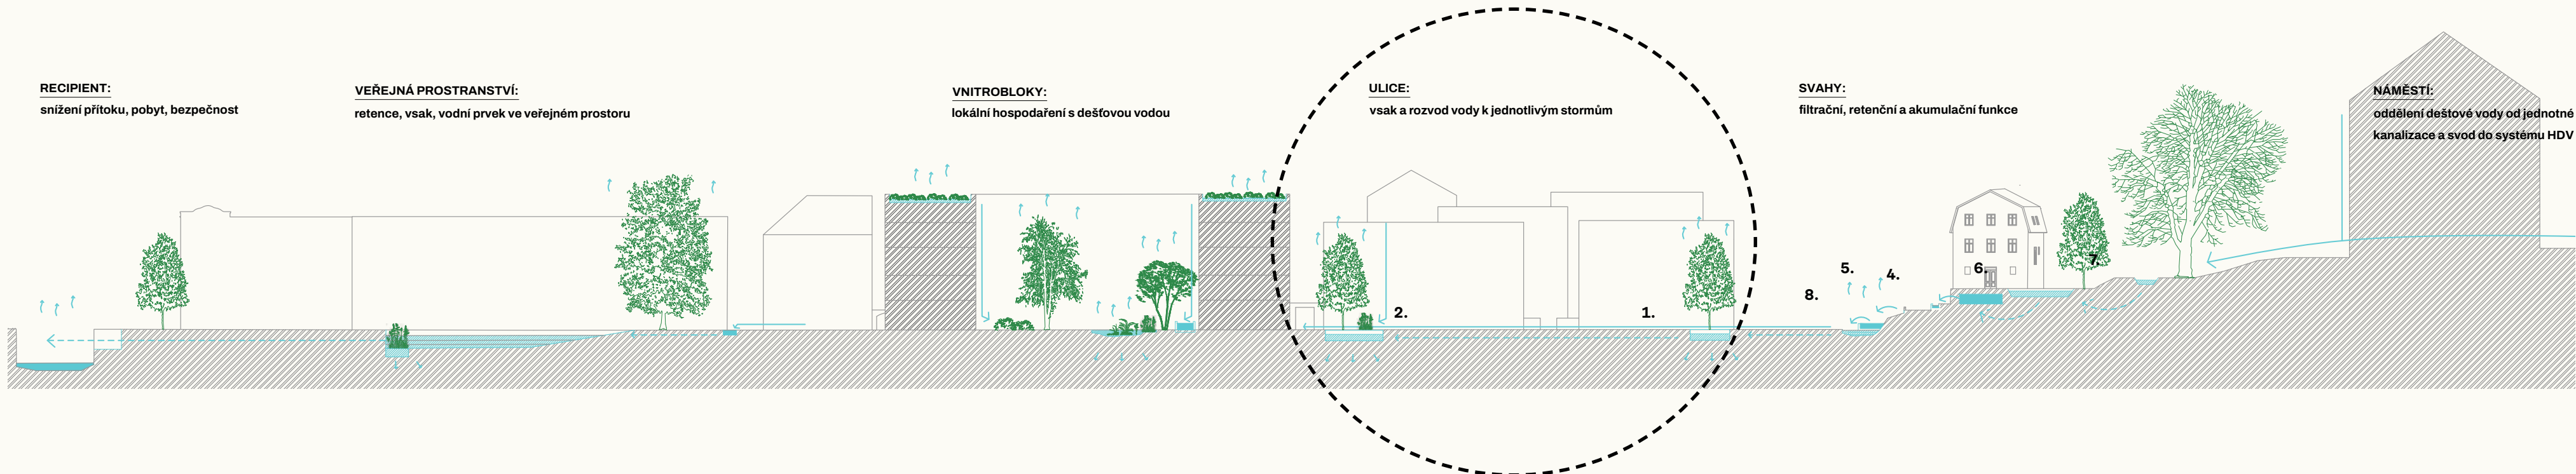 RECIPIENT:
snížení přítoku, pobyt, bezpečnost
VEŘEJNÁ PROSTRANSTVÍ:
retence, vsak, vodní prvek ve veřejném prostoru
VNITROBLOKY:
lokální hospodaření s dešťovou vodou
ULICE:
vsak a rozvod vody k jednotlivým stormům
SVAHY:
filtrační, retenční a akumulační funkce
NÁMĚSTÍ:
oddělení deštové vody od jednotné
kanalizace a svod do systému HDV
2.
1.
8.
5.
4.
6.
7.